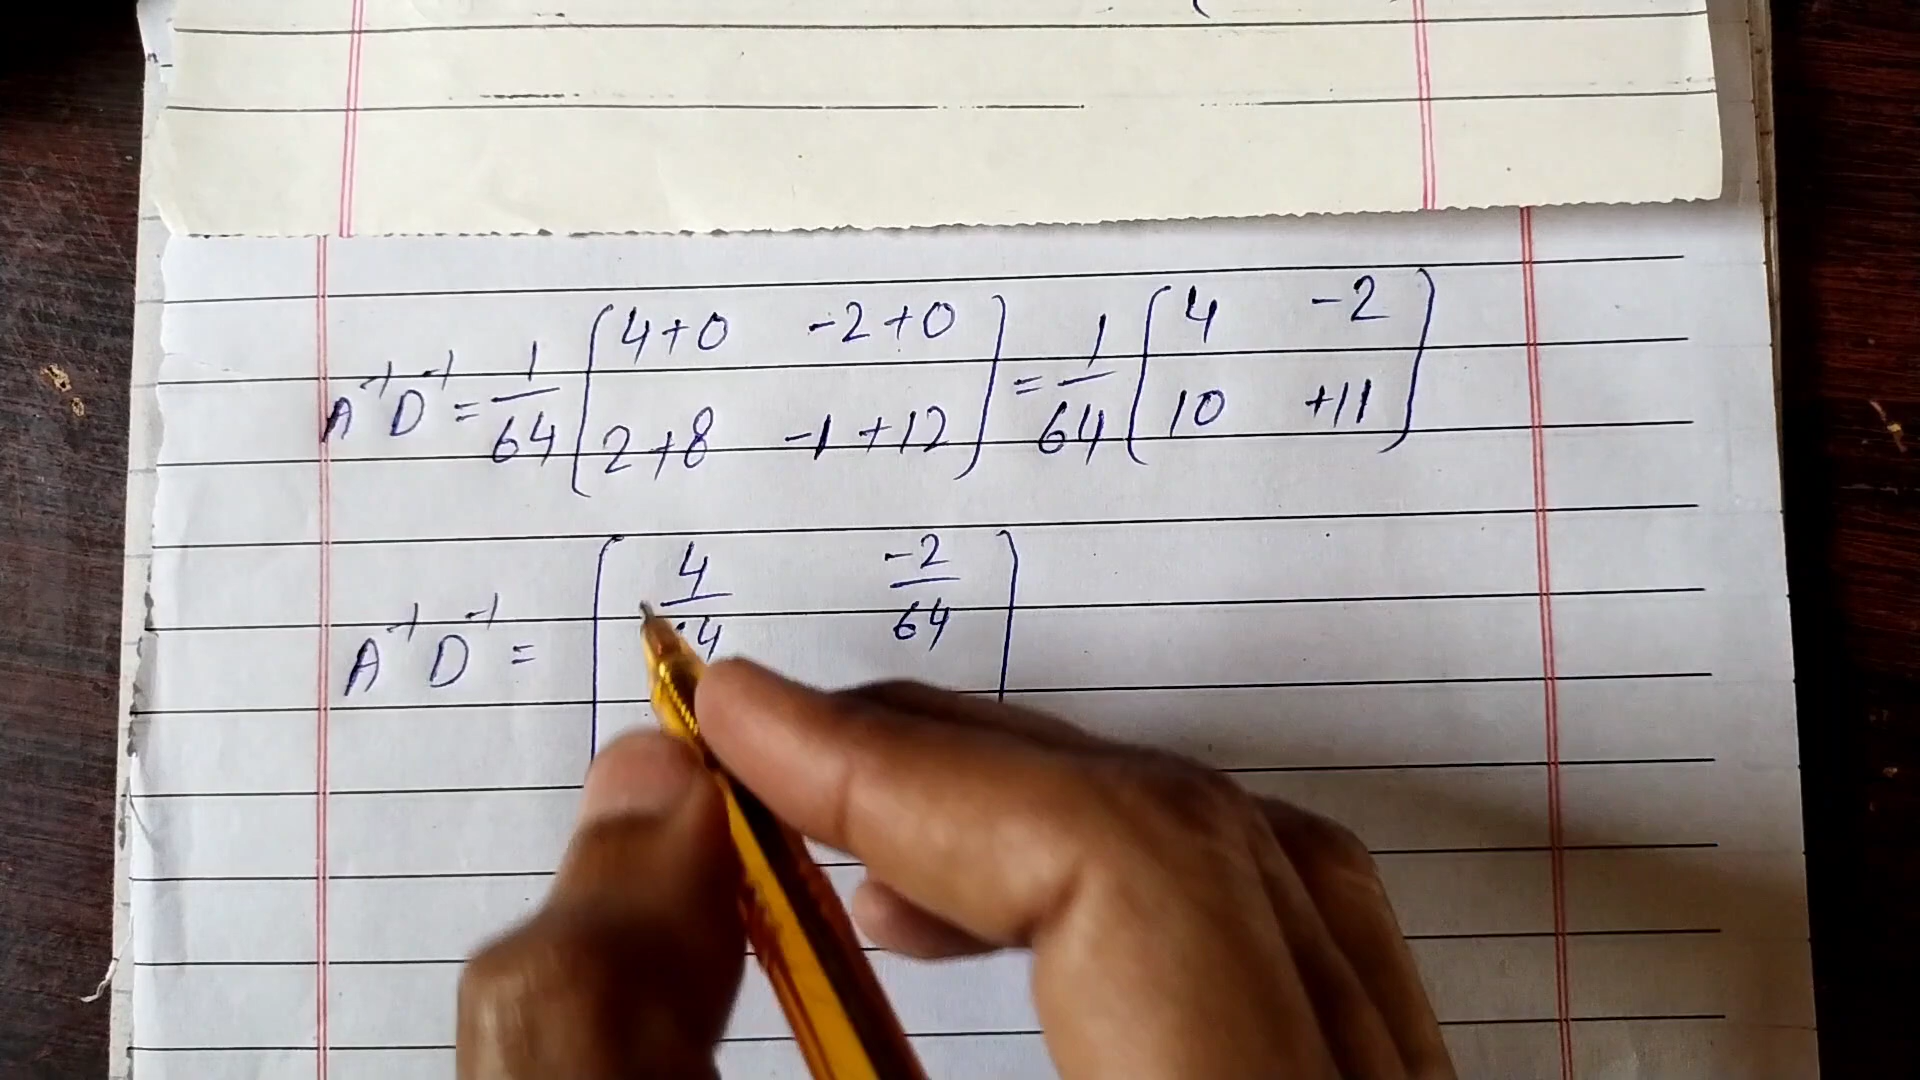 A⁻¹D⁻¹ = 1/64 ( 4+0 -2+0 ; 2+8 -1+12 ) = 1/64 ( 4 -2 ; 10 +11 )
A⁻¹D⁻¹ = ( 4/64 -2/64